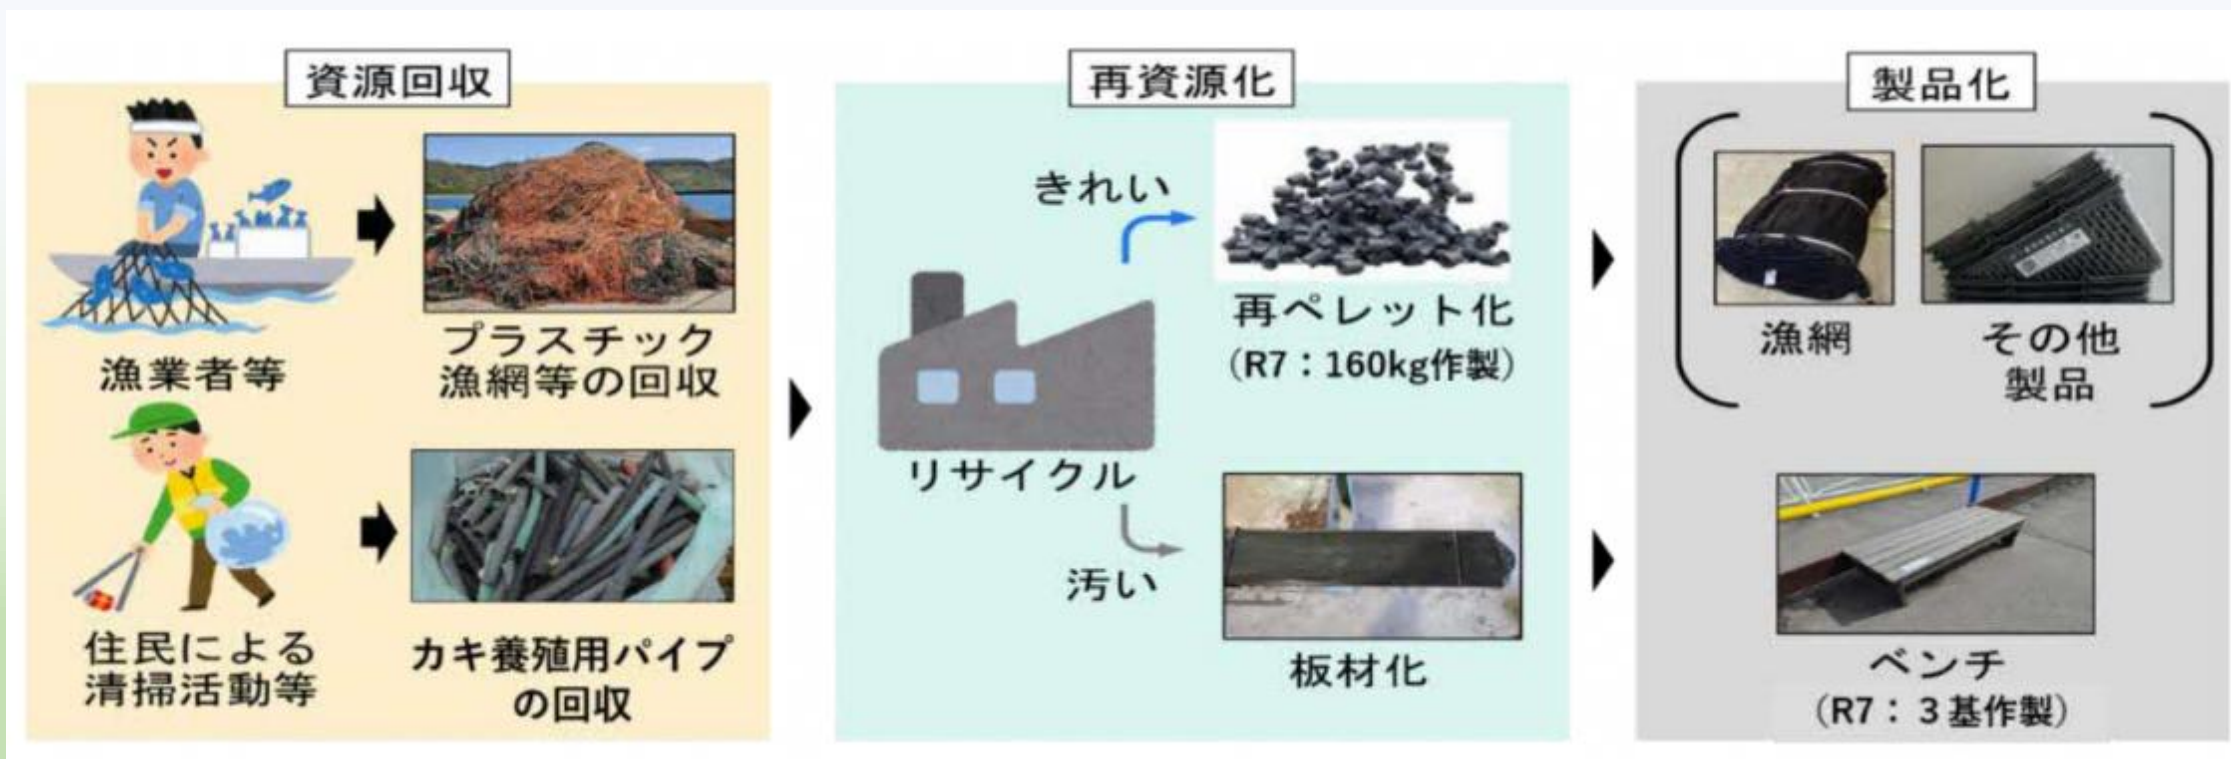 資源回収
漁業者等
プラスチック
漁網等の回収
住民による
清掃活動等
カキ養殖用パイプ
の回収
再資源化
きれい
再ペレット化
（R7：160kg作製）
リサイクル
汚い
板材化
製品化
漁網
その他
製品
ベンチ
（R7：３基作製）